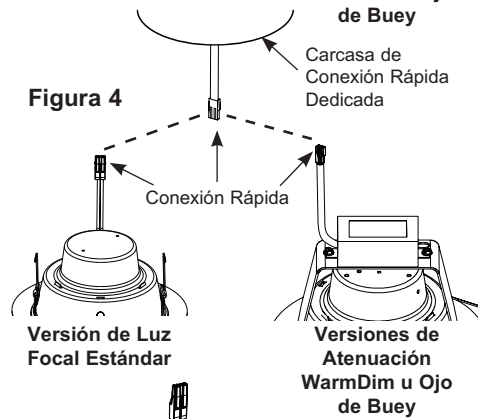 de Buey
Carcasa de
Conexión Rápida
Dedicada
Figura 4
Conexión Rápida
Versión de Luz
Focal Estándar
Versiones de
Atenuación
WarmDim u Ojo
de Buey